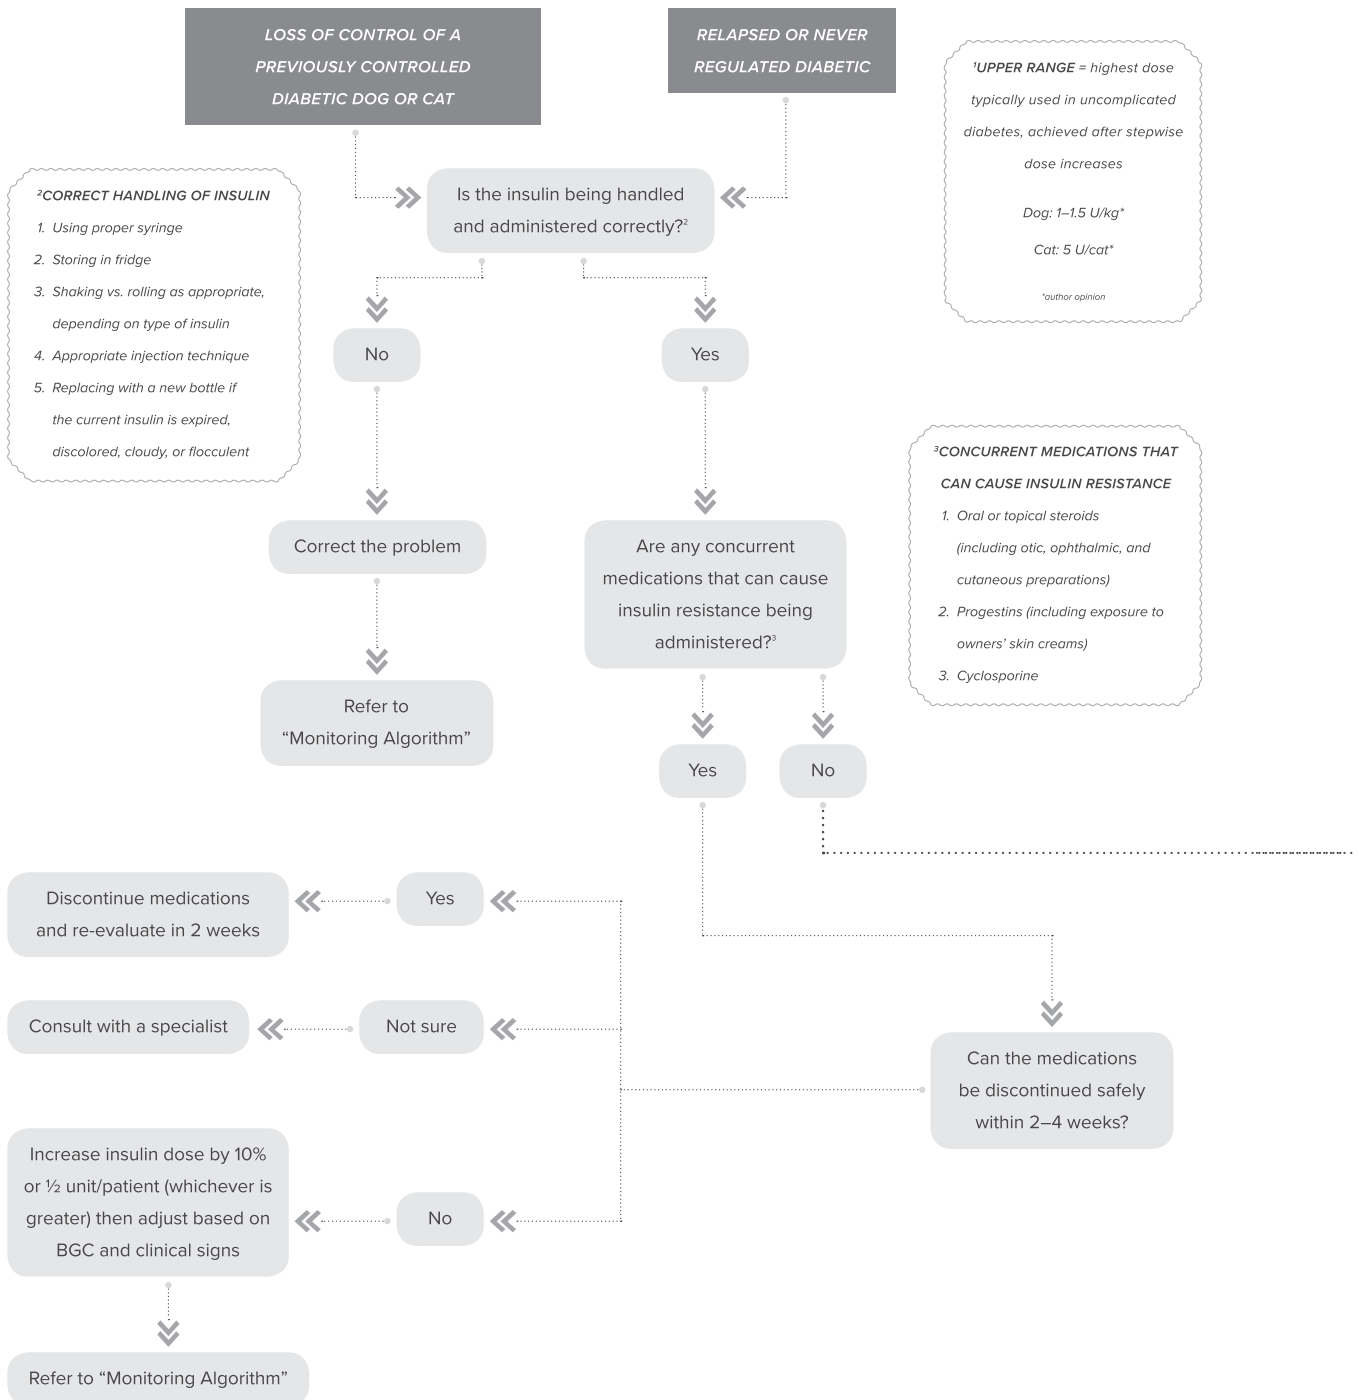 LOSS OF CONTROL OF A
PREVIOUSLY CONTROLLED
DIABETIC DOG OR CAT
RELAPSED OR NEVER
REGULATED DIABETIC
¹UPPER RANGE = highest dose
typically used in uncomplicated
diabetes, achieved after stepwise
dose increases
Dog: 1–1.5 U/kg*
Cat: 5 U/cat*
*author opinion
²CORRECT HANDLING OF INSULIN
1. Using proper syringe
2. Storing in fridge
3. Shaking vs. rolling as appropriate,
depending on type of insulin
4. Appropriate injection technique
5. Replacing with a new bottle if
the current insulin is expired,
discolored, cloudy, or flocculent
Is the insulin being handled
and administered correctly?²
No
Yes
³CONCURRENT MEDICATIONS THAT
CAN CAUSE INSULIN RESISTANCE
1. Oral or topical steroids
(including otic, ophthalmic, and
cutaneous preparations)
2. Progestins (including exposure to
owners’ skin creams)
3. Cyclosporine
Correct the problem
Are any concurrent
medications that can cause
insulin resistance being
administered?³
Refer to
“Monitoring Algorithm”
Yes
No
Discontinue medications
and re-evaluate in 2 weeks
Yes
Consult with a specialist
Not sure
Can the medications
be discontinued safely
within 2–4 weeks?
Increase insulin dose by 10%
or ½ unit/patient (whichever is
greater) then adjust based on
BGC and clinical signs
No
Refer to “Monitoring Algorithm”